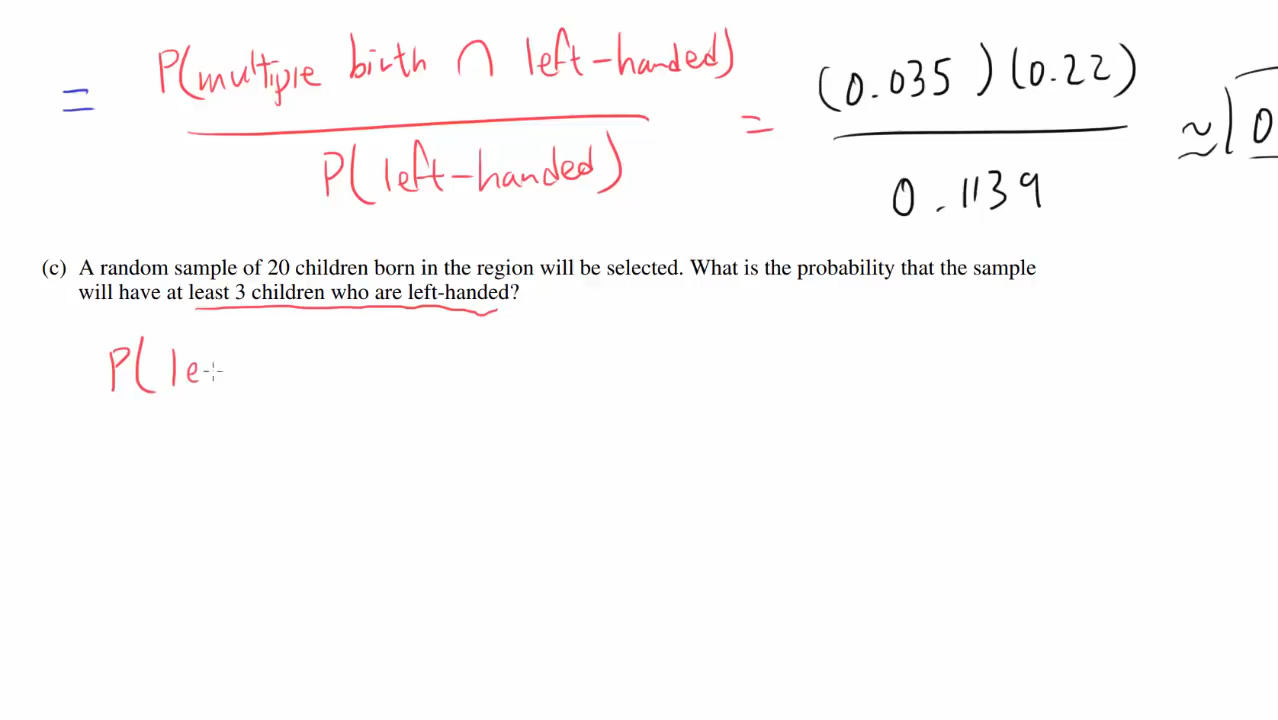 = P(multiple birth ∩ left-handed) / P(left-handed) = (0.035)(0.22) / 0.1139 ≈ 0
(c) A random sample of 20 children born in the region will be selected. What is the probability that the sample
will have at least 3 children who are left-handed?
P( le